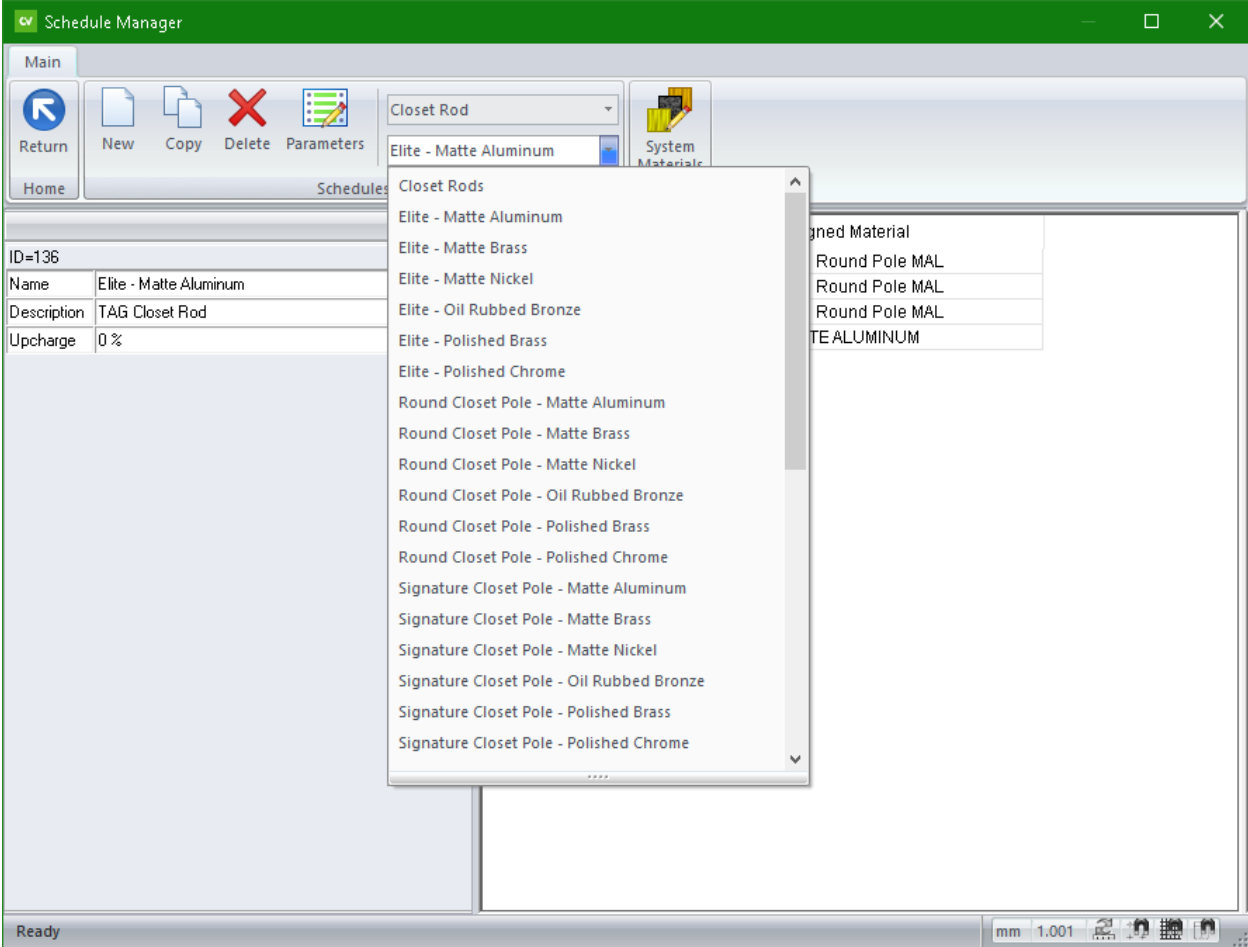 CV Schedule Manager
Main
Return
New
Copy
Delete
Parameters
Closet Rod
Elite - Matte Aluminum
System
Materials
Home
Schedules
Closet Rods
Elite - Matte Aluminum
Elite - Matte Brass
Elite - Matte Nickel
Elite - Oil Rubbed Bronze
Elite - Polished Brass
Elite - Polished Chrome
Round Closet Pole - Matte Aluminum
Round Closet Pole - Matte Brass
Round Closet Pole - Matte Nickel
Round Closet Pole - Oil Rubbed Bronze
Round Closet Pole - Polished Brass
Round Closet Pole - Polished Chrome
Signature Closet Pole - Matte Aluminum
Signature Closet Pole - Matte Brass
Signature Closet Pole - Matte Nickel
Signature Closet Pole - Oil Rubbed Bronze
Signature Closet Pole - Polished Brass
Signature Closet Pole - Polished Chrome
ID=136
Name Elite - Matte Aluminum
Description TAG Closet Rod
Upcharge 0 %
gned Material
Round Pole MAL
Round Pole MAL
Round Pole MAL
TE ALUMINUM
Ready
mm 1.001